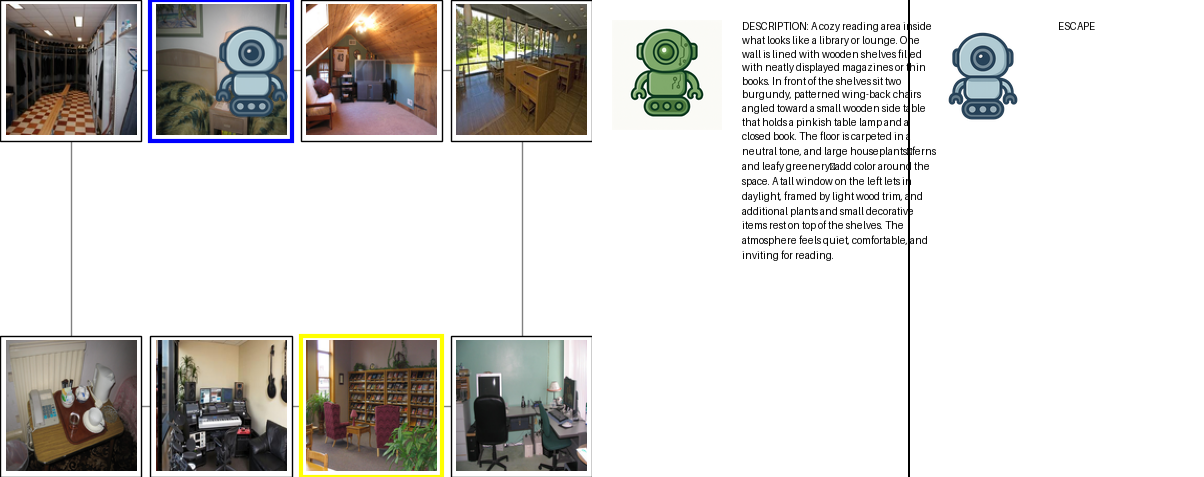 DESCRIPTION: A cozy reading area inside
what looks like a library or lounge. One
wall is lined with wooden shelves filled
with neatly displayed magazines or thin
books. In front of the shelves sit two
burgundy, patterned wing-back chairs
angled toward a small wooden side table
that holds a pinkish table lamp and a
closed book. The floor is carpeted in a
neutral tone, and large houseplants ferns
and leafy greenery add color around the
space. A tall window on the left lets in
daylight, framed by light wood trim, and
additional plants and small decorative
items rest on top of the shelves. The
atmosphere feels quiet, comfortable, and
inviting for reading.
ESCAPE